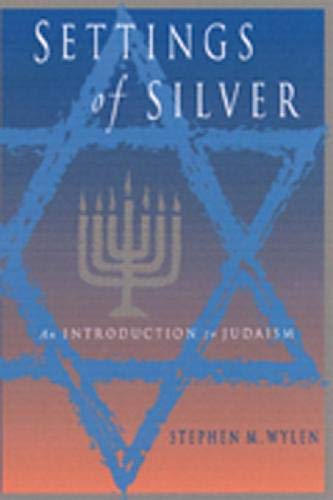 SETTINGS
of SILVER
An INTRODUCTION to JUDAISM
STEPHEN M. WYLEN